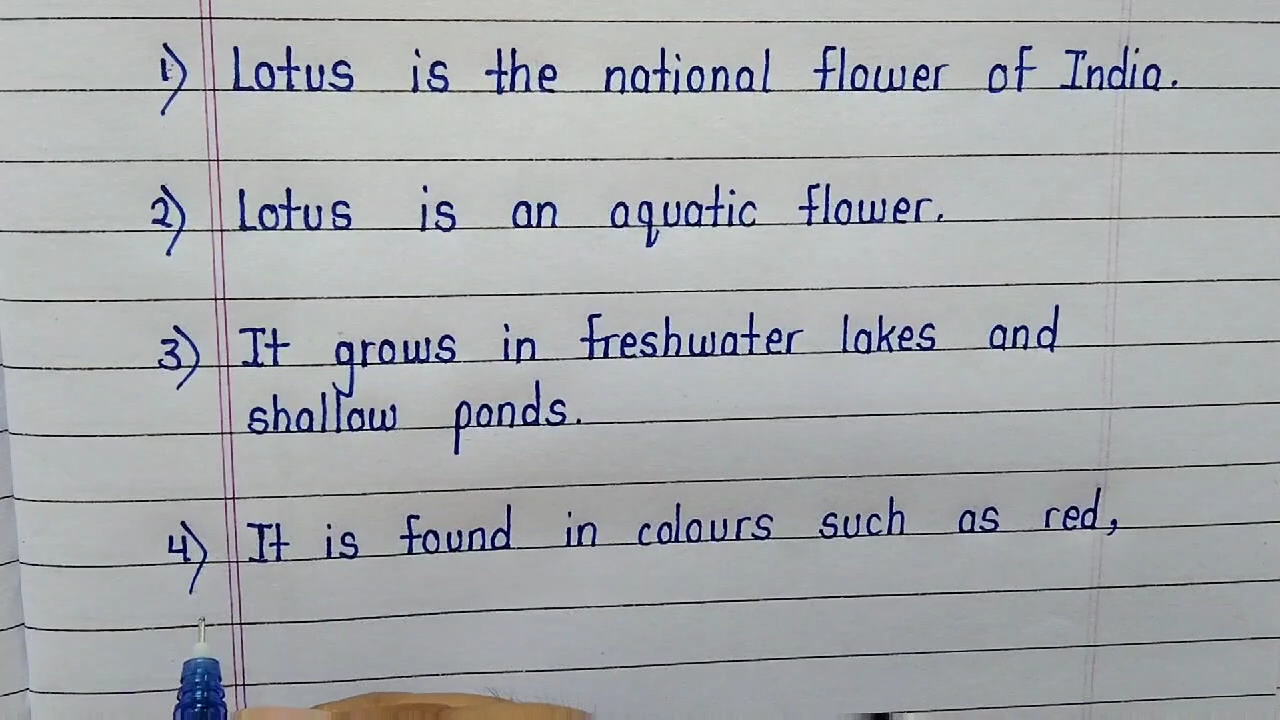 1) Lotus is the national flower of India.
2) Lotus is an aquatic flower.
3) It grows in freshwater lakes and
shallow ponds.
4) It is found in colours such as red,